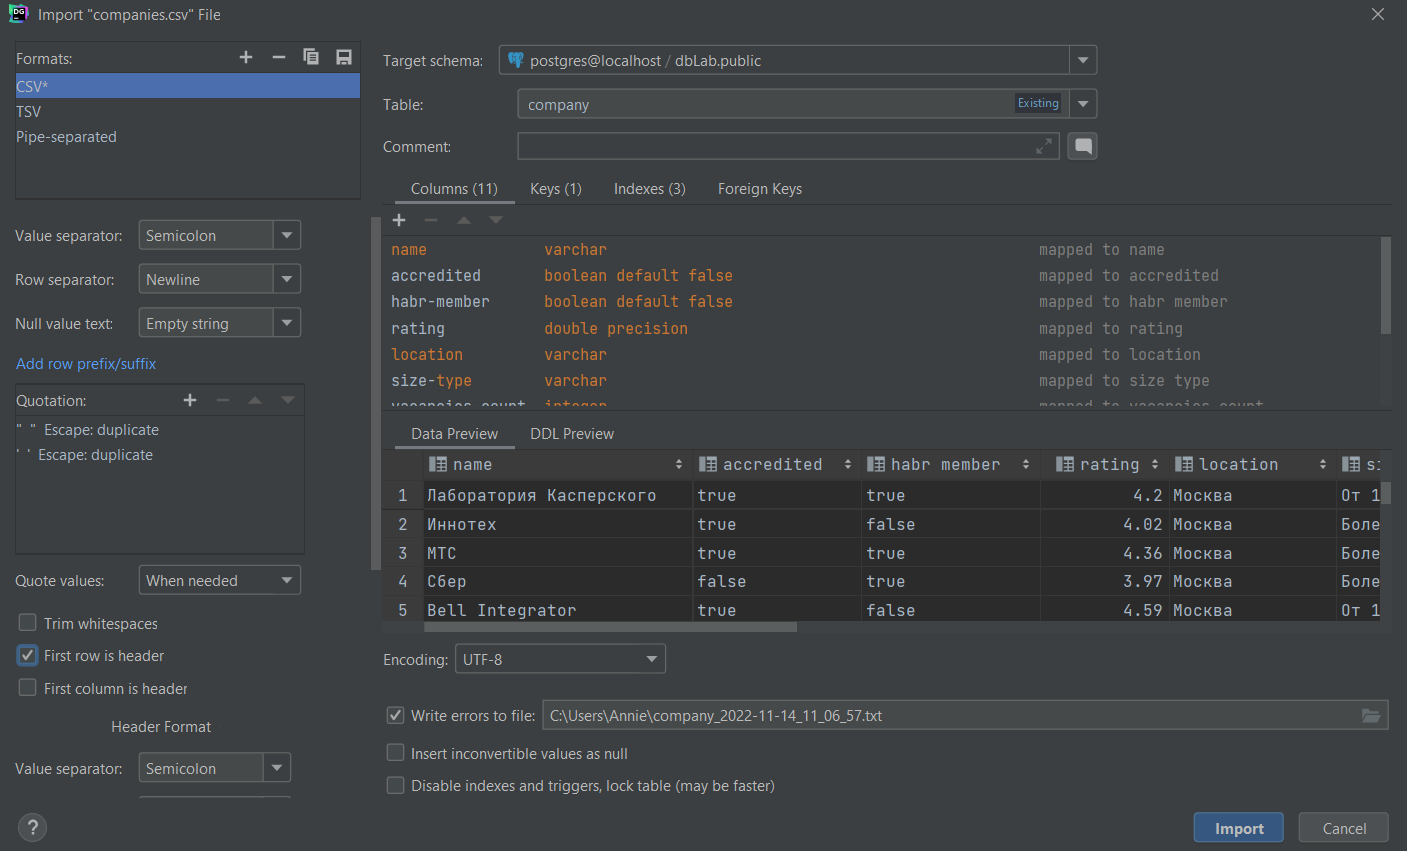 Import "companies.csv" File
Formats:
CSV*
TSV
Pipe-separated
Value separator: Semicolon
Row separator: Newline
Null value text: Empty string
Add row prefix/suffix
Quotation:
" " Escape: duplicate
' ' Escape: duplicate
Quote values: When needed
Trim whitespaces
First row is header
First column is header
Header Format
Value separator: Semicolon
Target schema: postgres@localhost / dbLab.public
Table: company Existing
Comment:
Columns (11) Keys (1) Indexes (3) Foreign Keys
name varchar mapped to name
accredited boolean default false mapped to accredited
habr-member boolean default false mapped to habr member
rating double precision mapped to rating
location varchar mapped to location
size-type varchar mapped to size type
vacancies count integer mapped to vacancies count
Data Preview DDL Preview
name accredited habr member rating location si
1 Лаборатория Касперского true true 4.2 Москва От 1
2 Иннотех true false 4.02 Москва Боле
3 МТС true true 4.36 Москва Боле
4 Сбер false true 3.97 Москва Боле
5 Bell Integrator true false 4.59 Москва От 1
Encoding: UTF-8
Write errors to file: C:\Users\Annie\company_2022-11-14_11_06_57.txt
Insert inconvertible values as null
Disable indexes and triggers, lock table (may be faster)
? Import Cancel